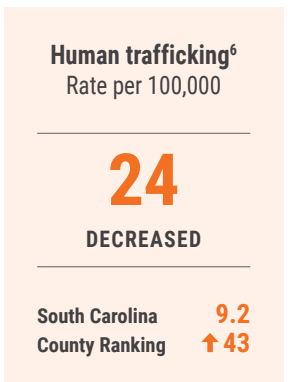 Human trafficking⁶
Rate per 100,000
24
DECREASED
South Carolina 9.2
County Ranking ↑ 43